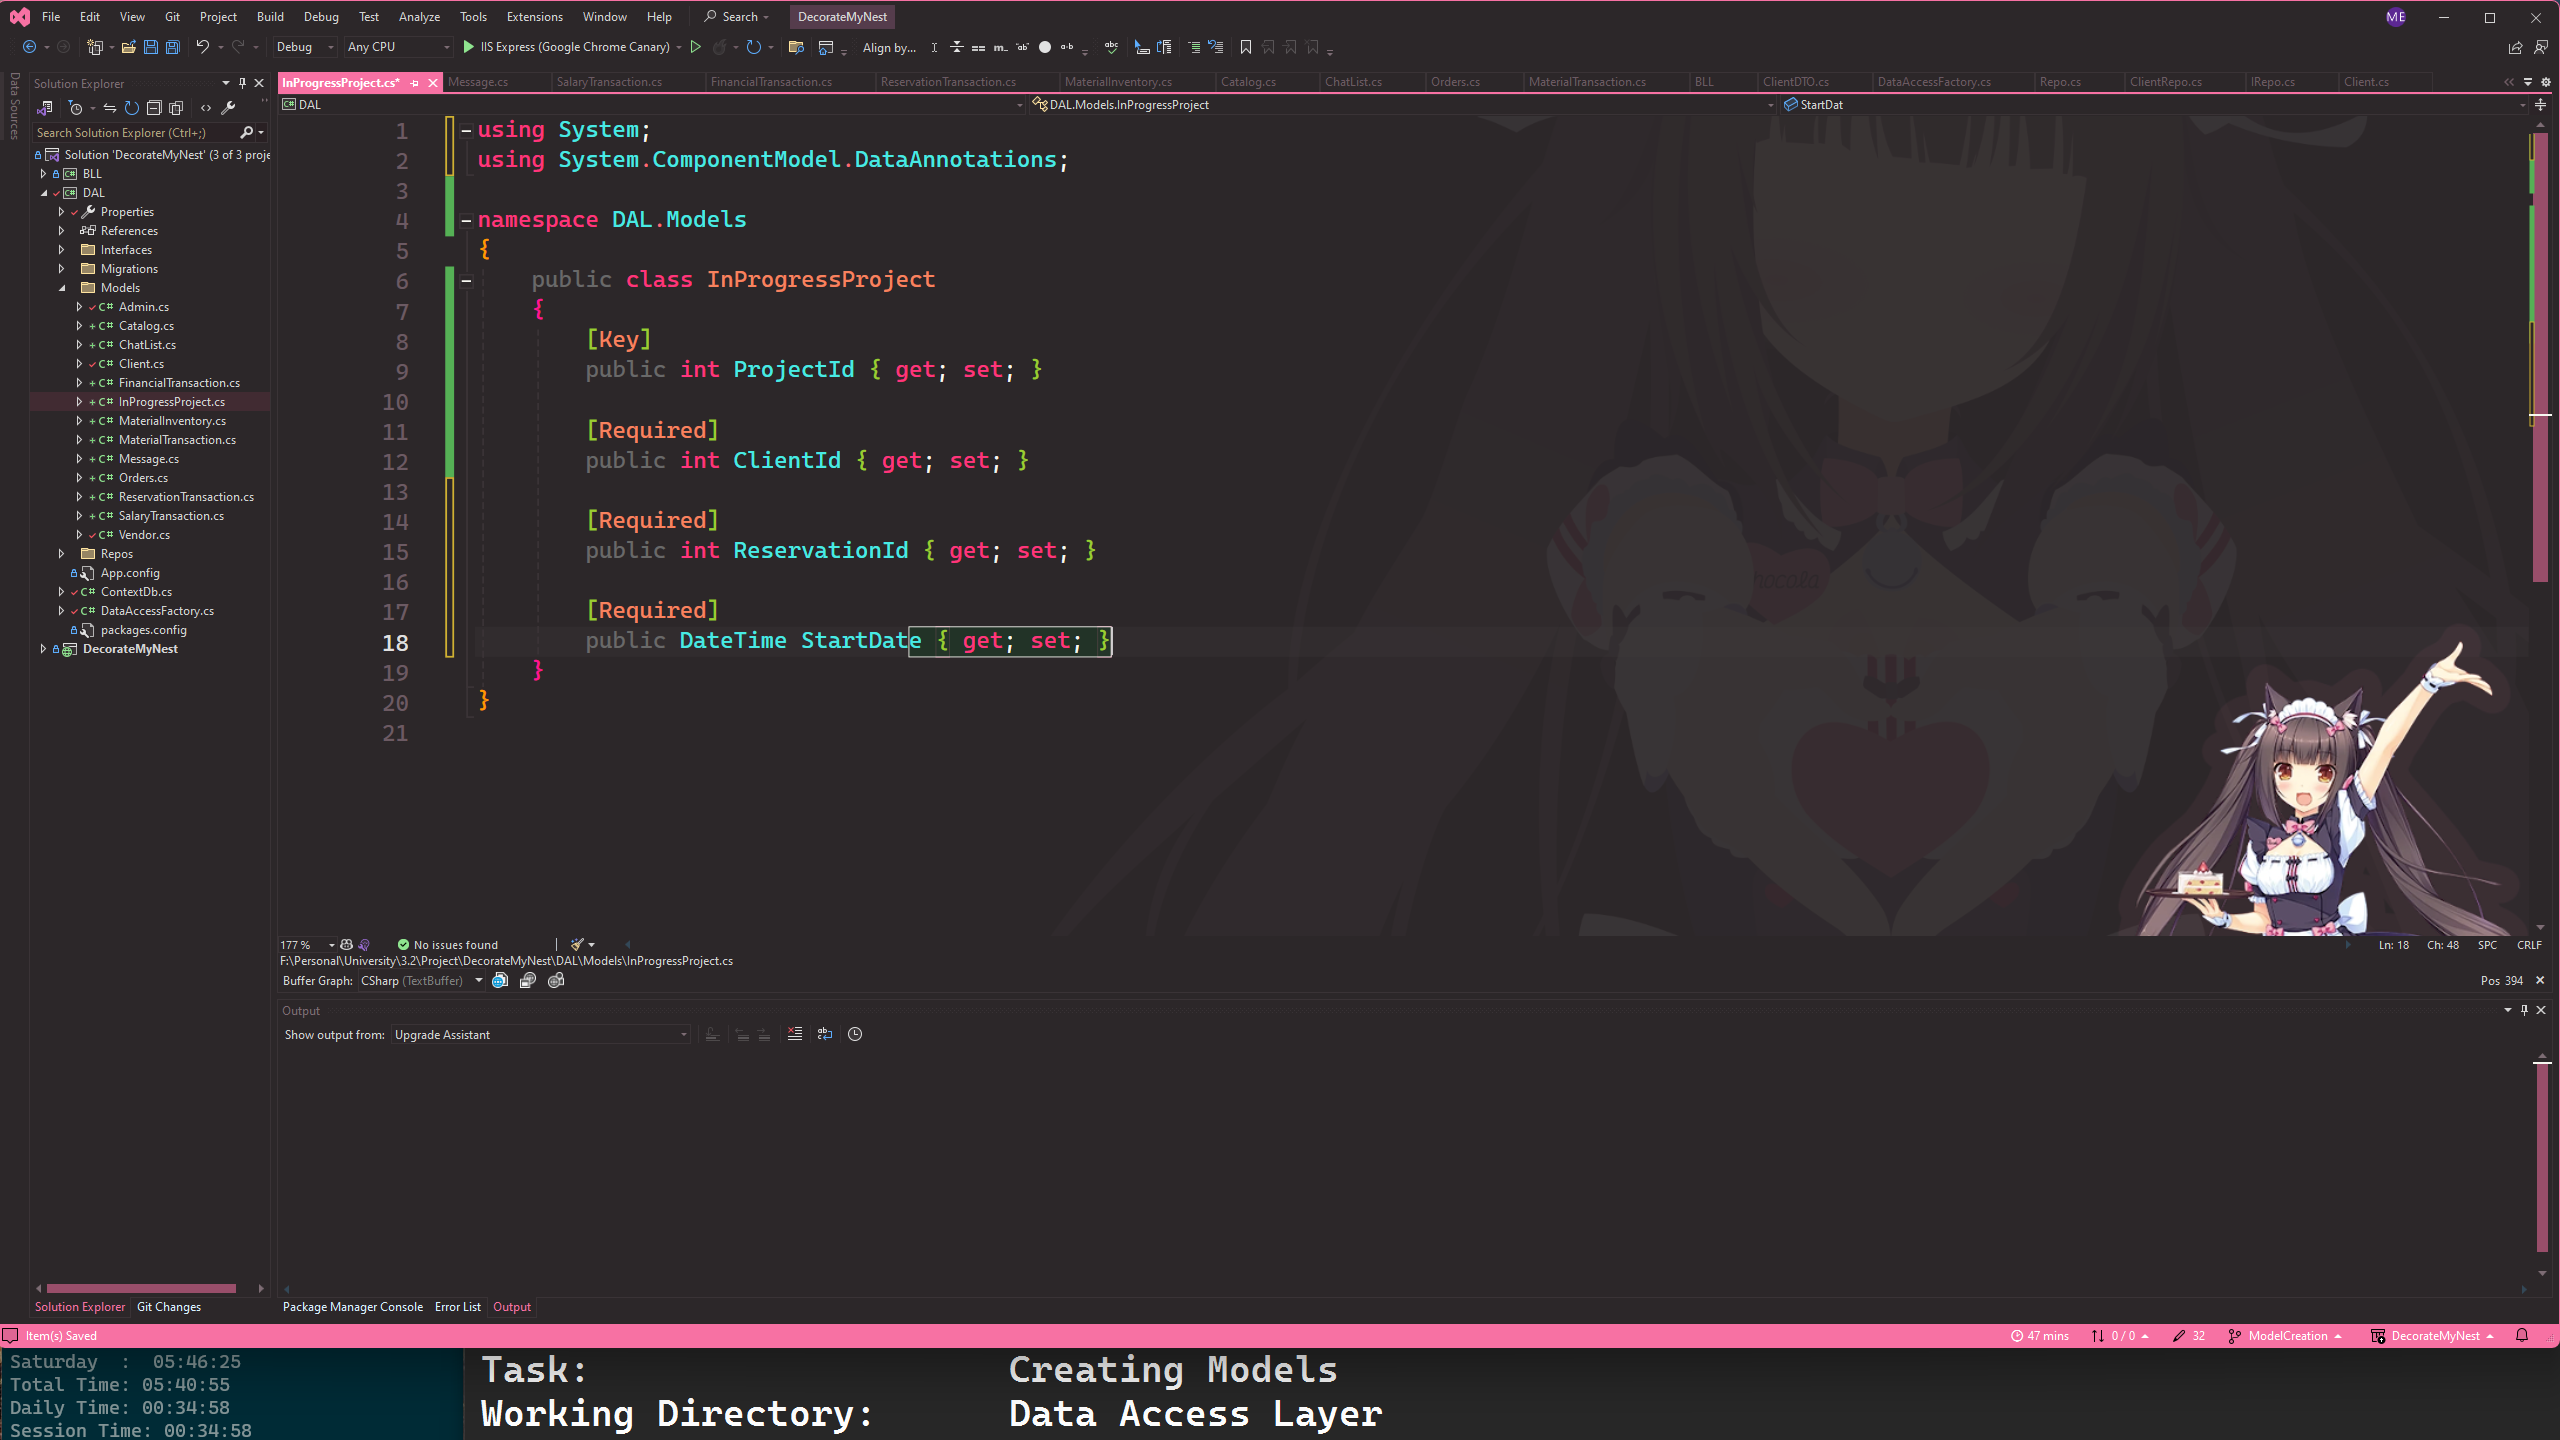 File Edit View Git Project Build Debug Test Analyze Tools Extensions Window Help Search DecorateMyNest ME
Debug Any CPU IIS Express (Google Chrome Canary) Align by...
Data Sources
Solution Explorer
Search Solution Explorer (Ctrl+;)
Solution 'DecorateMyNest' (3 of 3 proje
BLL
DAL
Properties
References
Interfaces
Migrations
Models
Admin.cs
Catalog.cs
ChatList.cs
Client.cs
FinancialTransaction.cs
InProgressProject.cs
MaterialInventory.cs
MaterialTransaction.cs
Message.cs
Orders.cs
ReservationTransaction.cs
SalaryTransaction.cs
Vendor.cs
Repos
App.config
ContextDb.cs
DataAccessFactory.cs
packages.config
DecorateMyNest
Solution Explorer Git Changes
InProgressProject.cs* Message.cs SalaryTransaction.cs FinancialTransaction.cs ReservationTransaction.cs MaterialInventory.cs Catalog.cs ChatList.cs Orders.cs MaterialTransaction.cs BLL ClientDTO.cs DataAccessFactory.cs Repo.cs ClientRepo.cs IRepo.cs Client.cs
DAL DAL.Models.InProgressProject StartDat
1 using System;
2 using System.ComponentModel.DataAnnotations;
3
4 namespace DAL.Models
5 {
6 public class InProgressProject
7 {
8 [Key]
9 public int ProjectId { get; set; }
10
11 [Required]
12 public int ClientId { get; set; }
13
14 [Required]
15 public int ReservationId { get; set; }
16
17 [Required]
18 public DateTime StartDate { get; set; }
19 }
20 }
21
177 % No issues found Ln: 18 Ch: 48 SPC CRLF
F:\Personal\University\3.2\Project\DecorateMyNest\DAL\Models\InProgressProject.cs
Buffer Graph: CSharp (TextBuffer) Pos 394
Output
Show output from: Upgrade Assistant
Package Manager Console Error List Output
Item(s) Saved 47 mins 0 / 0 32 ModelCreation DecorateMyNest
Saturday : 05:46:25
Total Time: 05:40:55
Daily Time: 00:34:58
Session Time: 00:34:58
Task: Creating Models
Working Directory: Data Access Layer